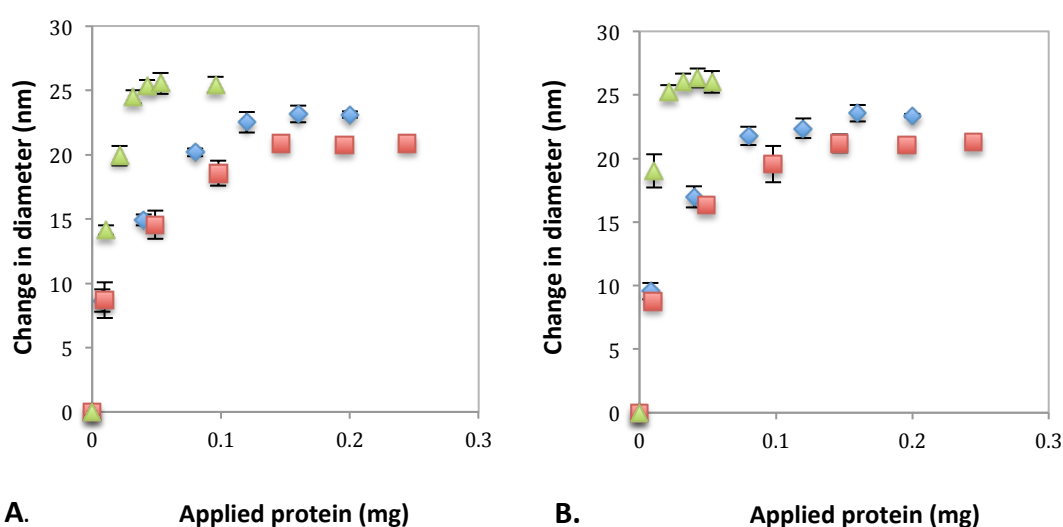 Change in diameter (nm)
30
25
20
15
10
5
0
0 0.1 0.2 0.3
A. Applied protein (mg)
Change in diameter (nm)
30
25
20
15
10
5
0
0 0.1 0.2 0.3
B. Applied protein (mg)